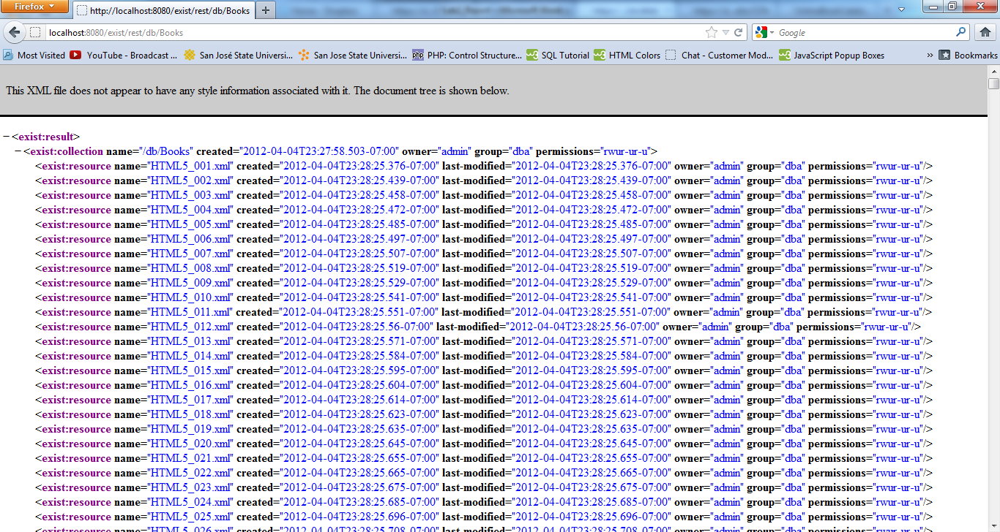 Firefox
http://localhost:8080/exist/rest/db/Books
localhost:8080/exist/rest/db/Books
Google
Most Visited YouTube - Broadcast ... San José State Universi... San Jose State Universi... PHP: Control Structure... SQL Tutorial HTML Colors Chat - Customer Mod... JavaScript Popup Boxes » Bookmarks
This XML file does not appear to have any style information associated with it. The document tree is shown below.
−<exist:result>
−<exist:collection name="/db/Books" created="2012-04-04T23:27:58.503-07:00" owner="admin" group="dba" permissions="rwur-ur-u">
<exist:resource name="HTML5_001.xml" created="2012-04-04T23:28:25.376-07:00" last-modified="2012-04-04T23:28:25.376-07:00" owner="admin" group="dba" permissions="rwur-ur-u"/>
<exist:resource name="HTML5_002.xml" created="2012-04-04T23:28:25.439-07:00" last-modified="2012-04-04T23:28:25.439-07:00" owner="admin" group="dba" permissions="rwur-ur-u"/>
<exist:resource name="HTML5_003.xml" created="2012-04-04T23:28:25.458-07:00" last-modified="2012-04-04T23:28:25.458-07:00" owner="admin" group="dba" permissions="rwur-ur-u"/>
<exist:resource name="HTML5_004.xml" created="2012-04-04T23:28:25.472-07:00" last-modified="2012-04-04T23:28:25.472-07:00" owner="admin" group="dba" permissions="rwur-ur-u"/>
<exist:resource name="HTML5_005.xml" created="2012-04-04T23:28:25.485-07:00" last-modified="2012-04-04T23:28:25.485-07:00" owner="admin" group="dba" permissions="rwur-ur-u"/>
<exist:resource name="HTML5_006.xml" created="2012-04-04T23:28:25.497-07:00" last-modified="2012-04-04T23:28:25.497-07:00" owner="admin" group="dba" permissions="rwur-ur-u"/>
<exist:resource name="HTML5_007.xml" created="2012-04-04T23:28:25.507-07:00" last-modified="2012-04-04T23:28:25.507-07:00" owner="admin" group="dba" permissions="rwur-ur-u"/>
<exist:resource name="HTML5_008.xml" created="2012-04-04T23:28:25.519-07:00" last-modified="2012-04-04T23:28:25.519-07:00" owner="admin" group="dba" permissions="rwur-ur-u"/>
<exist:resource name="HTML5_009.xml" created="2012-04-04T23:28:25.529-07:00" last-modified="2012-04-04T23:28:25.529-07:00" owner="admin" group="dba" permissions="rwur-ur-u"/>
<exist:resource name="HTML5_010.xml" created="2012-04-04T23:28:25.541-07:00" last-modified="2012-04-04T23:28:25.541-07:00" owner="admin" group="dba" permissions="rwur-ur-u"/>
<exist:resource name="HTML5_011.xml" created="2012-04-04T23:28:25.551-07:00" last-modified="2012-04-04T23:28:25.551-07:00" owner="admin" group="dba" permissions="rwur-ur-u"/>
<exist:resource name="HTML5_012.xml" created="2012-04-04T23:28:25.56-07:00" last-modified="2012-04-04T23:28:25.56-07:00" owner="admin" group="dba" permissions="rwur-ur-u"/>
<exist:resource name="HTML5_013.xml" created="2012-04-04T23:28:25.571-07:00" last-modified="2012-04-04T23:28:25.571-07:00" owner="admin" group="dba" permissions="rwur-ur-u"/>
<exist:resource name="HTML5_014.xml" created="2012-04-04T23:28:25.584-07:00" last-modified="2012-04-04T23:28:25.584-07:00" owner="admin" group="dba" permissions="rwur-ur-u"/>
<exist:resource name="HTML5_015.xml" created="2012-04-04T23:28:25.595-07:00" last-modified="2012-04-04T23:28:25.595-07:00" owner="admin" group="dba" permissions="rwur-ur-u"/>
<exist:resource name="HTML5_016.xml" created="2012-04-04T23:28:25.604-07:00" last-modified="2012-04-04T23:28:25.604-07:00" owner="admin" group="dba" permissions="rwur-ur-u"/>
<exist:resource name="HTML5_017.xml" created="2012-04-04T23:28:25.614-07:00" last-modified="2012-04-04T23:28:25.614-07:00" owner="admin" group="dba" permissions="rwur-ur-u"/>
<exist:resource name="HTML5_018.xml" created="2012-04-04T23:28:25.623-07:00" last-modified="2012-04-04T23:28:25.623-07:00" owner="admin" group="dba" permissions="rwur-ur-u"/>
<exist:resource name="HTML5_019.xml" created="2012-04-04T23:28:25.635-07:00" last-modified="2012-04-04T23:28:25.635-07:00" owner="admin" group="dba" permissions="rwur-ur-u"/>
<exist:resource name="HTML5_020.xml" created="2012-04-04T23:28:25.645-07:00" last-modified="2012-04-04T23:28:25.645-07:00" owner="admin" group="dba" permissions="rwur-ur-u"/>
<exist:resource name="HTML5_021.xml" created="2012-04-04T23:28:25.655-07:00" last-modified="2012-04-04T23:28:25.655-07:00" owner="admin" group="dba" permissions="rwur-ur-u"/>
<exist:resource name="HTML5_022.xml" created="2012-04-04T23:28:25.665-07:00" last-modified="2012-04-04T23:28:25.665-07:00" owner="admin" group="dba" permissions="rwur-ur-u"/>
<exist:resource name="HTML5_023.xml" created="2012-04-04T23:28:25.675-07:00" last-modified="2012-04-04T23:28:25.675-07:00" owner="admin" group="dba" permissions="rwur-ur-u"/>
<exist:resource name="HTML5_024.xml" created="2012-04-04T23:28:25.685-07:00" last-modified="2012-04-04T23:28:25.685-07:00" owner="admin" group="dba" permissions="rwur-ur-u"/>
<exist:resource name="HTML5_025.xml" created="2012-04-04T23:28:25.696-07:00" last-modified="2012-04-04T23:28:25.696-07:00" owner="admin" group="dba" permissions="rwur-ur-u"/>
<exist:resource name="HTML5_026.xml" created="2012-04-04T23:28:25.708-07:00" last-modified="2012-04-04T23:28:25.708-07:00" owner="admin" group="dba" permissions="rwur-ur-u"/>